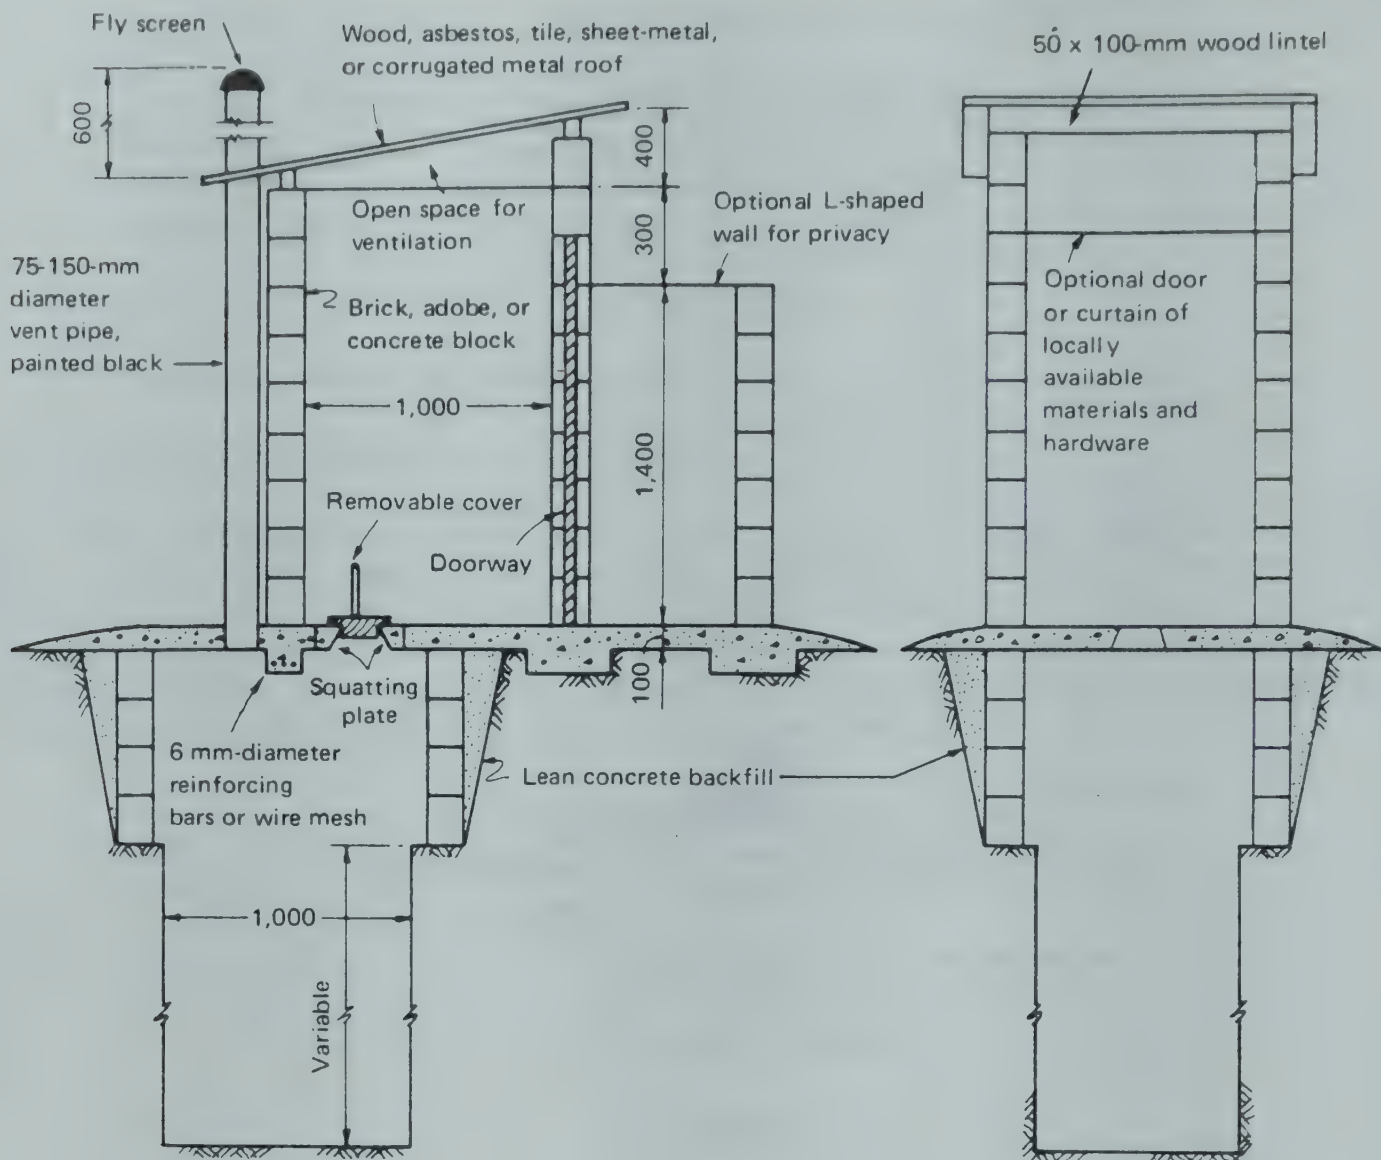 Fly screen
Wood, asbestos, tile, sheet-metal,
or corrugated metal roof
50 x 100-mm wood lintel
600
400
Open space for
ventilation
300
Optional L-shaped
wall for privacy
75-150-mm
diameter
vent pipe,
painted black
Brick, adobe, or
concrete block
Optional door
or curtain of
locally
available
materials and
hardware
1,000
1,400
Removable cover
Doorway
100
Squatting
plate
6 mm-diameter
reinforcing
bars or wire mesh
Lean concrete backfill
1,000
Variable